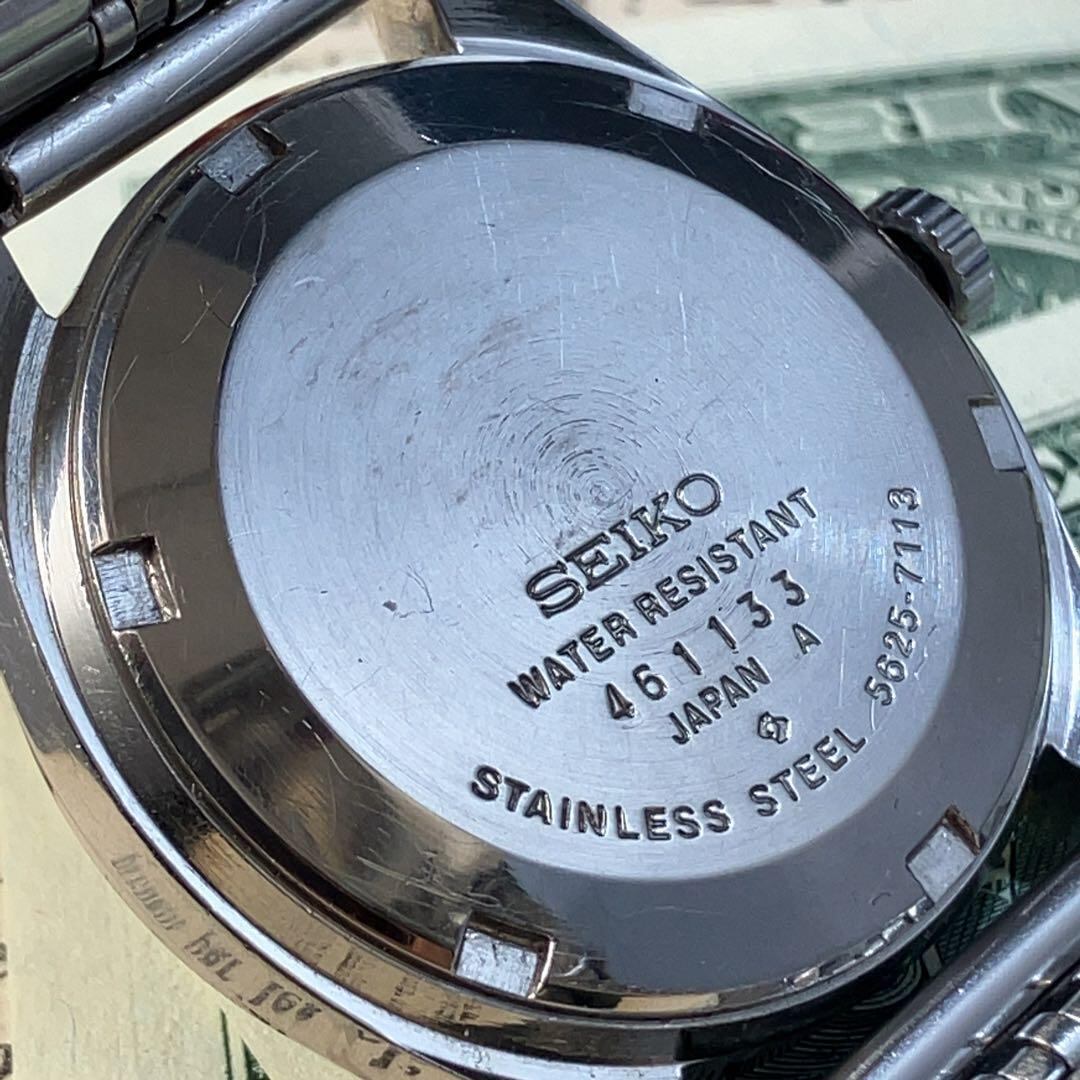 SEIKO
WATER RESISTANT
461133
JAPAN A
STAINLESS STEEL 5625-7113